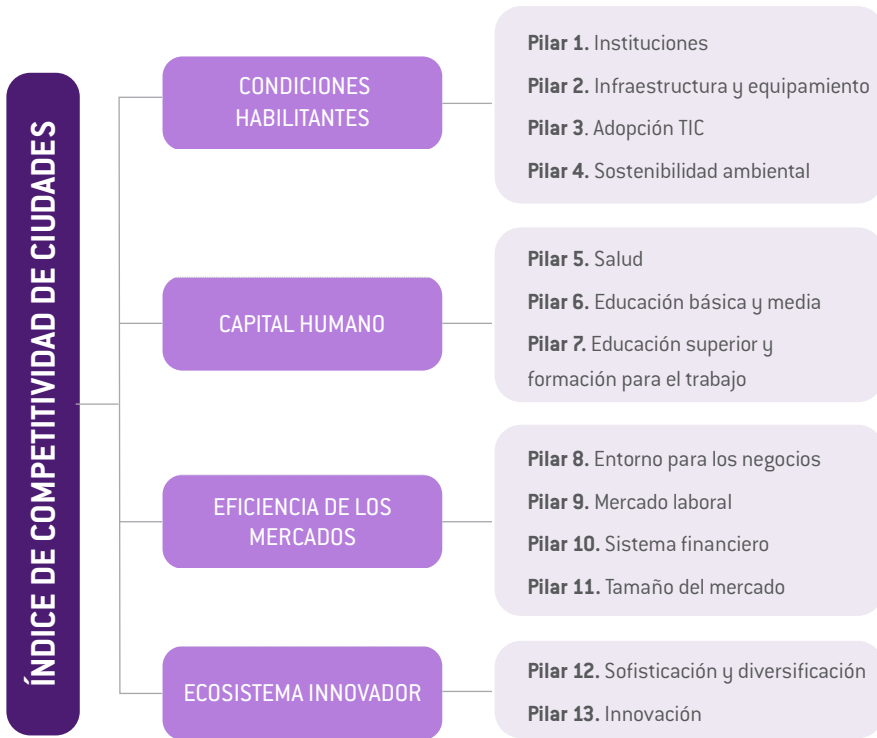 ÍNDICE DE COMPETITIVIDAD DE CIUDADES
CONDICIONES
HABILITANTES
Pilar 1. Instituciones
Pilar 2. Infraestructura y equipamiento
Pilar 3. Adopción TIC
Pilar 4. Sostenibilidad ambiental
CAPITAL HUMANO
Pilar 5. Salud
Pilar 6. Educación básica y media
Pilar 7. Educación superior y
formación para el trabajo
EFICIENCIA DE LOS
MERCADOS
Pilar 8. Entorno para los negocios
Pilar 9. Mercado laboral
Pilar 10. Sistema financiero
Pilar 11. Tamaño del mercado
ECOSISTEMA INNOVADOR
Pilar 12. Sofisticación y diversificación
Pilar 13. Innovación